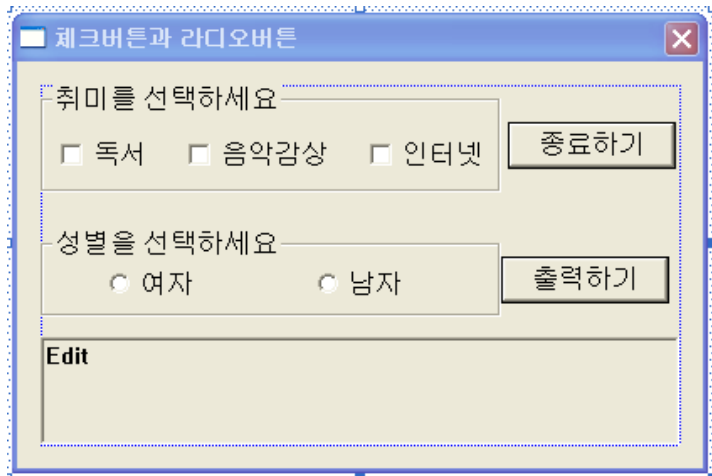 체크버튼과 라디오버튼
취미를 선택하세요
독서 음악감상 인터넷
종료하기
성별을 선택하세요
여자 남자
출력하기
Edit